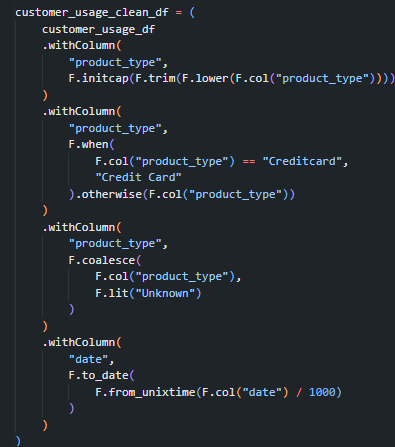 customer_usage_clean_df = (
    customer_usage_df
    .withColumn(
        "product_type",
        F.initcap(F.trim(F.lower(F.col("product_type"))))
    )
    .withColumn(
        "product_type",
        F.when(
            F.col("product_type") == "Creditcard",
            "Credit Card"
        ).otherwise(F.col("product_type"))
    )
    .withColumn(
        "product_type",
        F.coalesce(
            F.col("product_type"),
            F.lit("Unknown")
        )
    )
    .withColumn(
        "date",
        F.to_date(
            F.from_unixtime(F.col("date") / 1000)
        )
    )
)